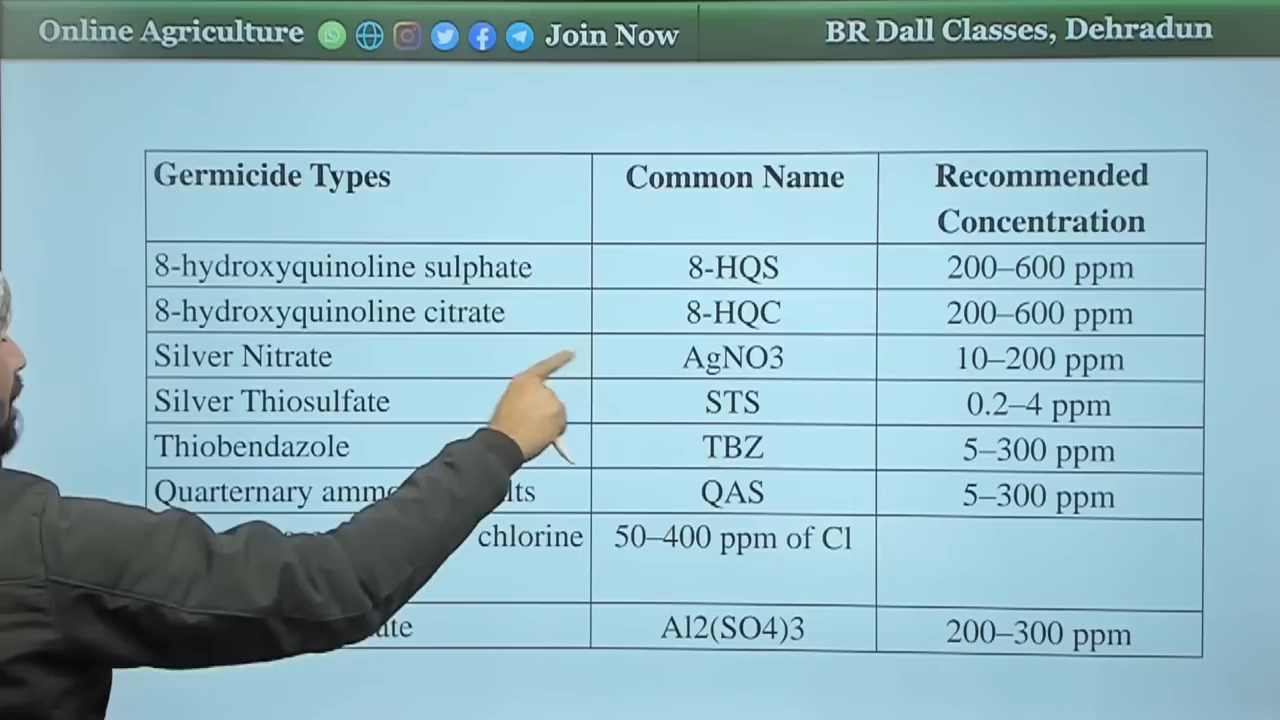 Online Agriculture Join Now
BR Dall Classes, Dehradun
Germicide Types Common Name Recommended
Concentration
8-hydroxyquinoline sulphate 8-HQS 200–600 ppm
8-hydroxyquinoline citrate 8-HQC 200–600 ppm
Silver Nitrate AgNO3 10–200 ppm
Silver Thiosulfate STS 0.2–4 ppm
Thiobendazole TBZ 5–300 ppm
Quarternary QAS 5–300 ppm
chlorine 50–400 ppm of Cl
Al2(SO4)3 200–300 ppm